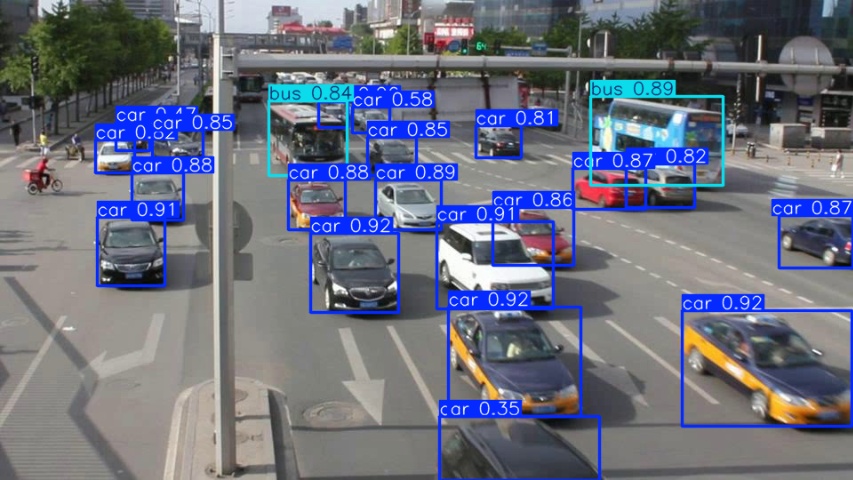 bus 0.84
car 0.58
bus 0.89
car 0.47
car 0.82
car 0.85
car 0.81
car 0.85
car 0.88
car 0.88
car 0.89
car 0.87
0.82
car 0.86
car 0.91
car 0.87
car 0.91
car 0.92
car 0.92
car 0.92
car 0.35
64